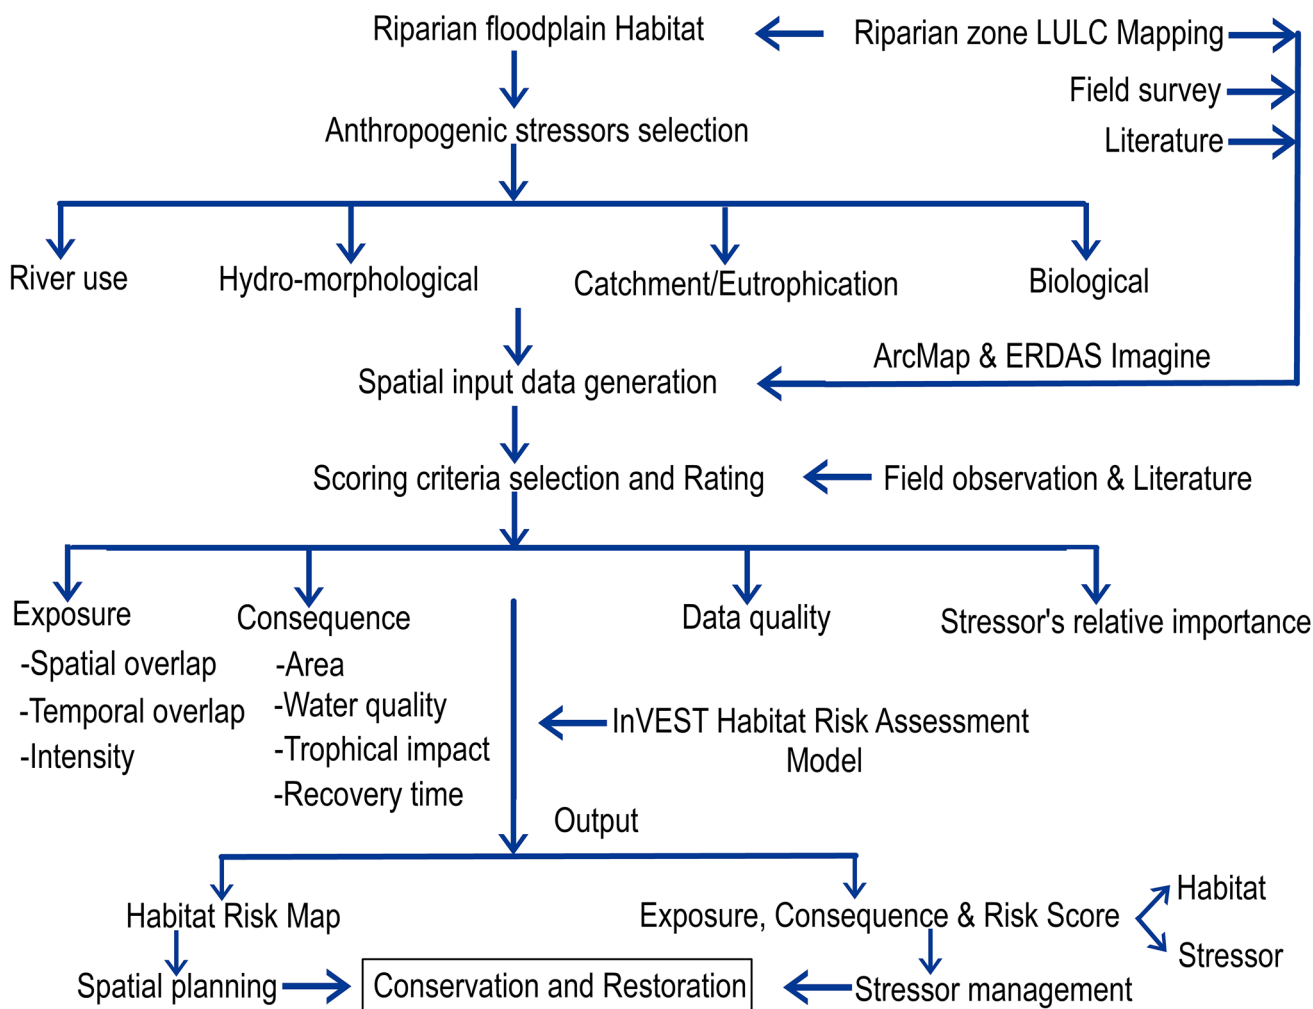 Riparian floodplain Habitat
Riparian zone LULC Mapping
Field survey
Literature
Anthropogenic stressors selection
River use
Hydro-morphological
Catchment/Eutrophication
Biological
ArcMap & ERDAS Imagine
Spatial input data generation
Scoring criteria selection and Rating
Field observation & Literature
Exposure
-Spatial overlap
-Temporal overlap
-Intensity
Consequence
-Area
-Water quality
-Trophical impact
-Recovery time
Data quality
Stressor's relative importance
InVEST Habitat Risk Assessment
Model
Output
Habitat Risk Map
Exposure, Consequence & Risk Score
Habitat
Stressor
Spatial planning
Conservation and Restoration
Stressor management